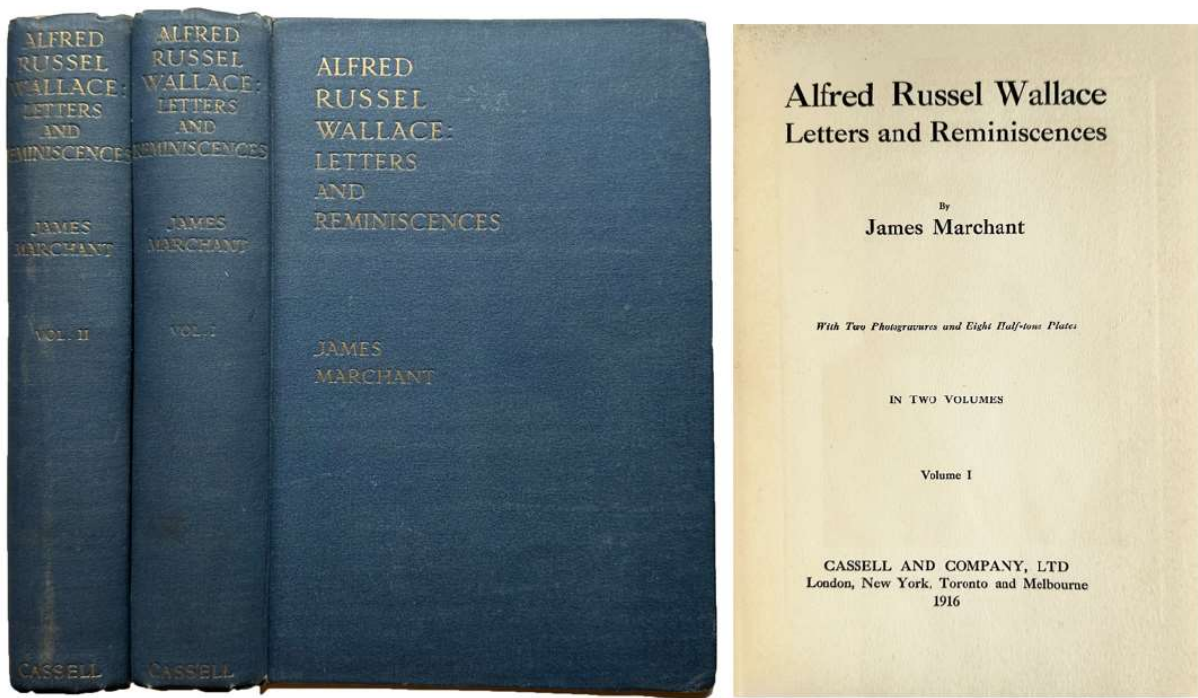 ALFRED
RUSSEL
WALLACE:
LETTERS
AND
REMINISCENCES
JAMES
MARCHANT
VOL. II
CASSELL
ALFRED
RUSSEL
WALLACE:
LETTERS
AND
REMINISCENCES
JAMES
MARCHANT
VOL. I
CASSELL
ALFRED
RUSSEL
WALLACE:
LETTERS
AND
REMINISCENCES
JAMES
MARCHANT
Alfred Russel Wallace
Letters and Reminiscences
By
James Marchant
With Two Photogravures and Eight Half-tone Plates
IN TWO VOLUMES
Volume I
CASSELL AND COMPANY, LTD
London, New York, Toronto and Melbourne
1916